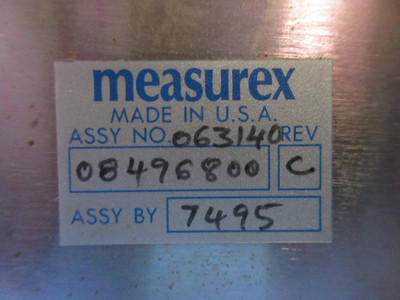 measurex
MADE IN U.S.A.
ASSY NO. 063140 REV
08496800 C
ASSY BY 7495